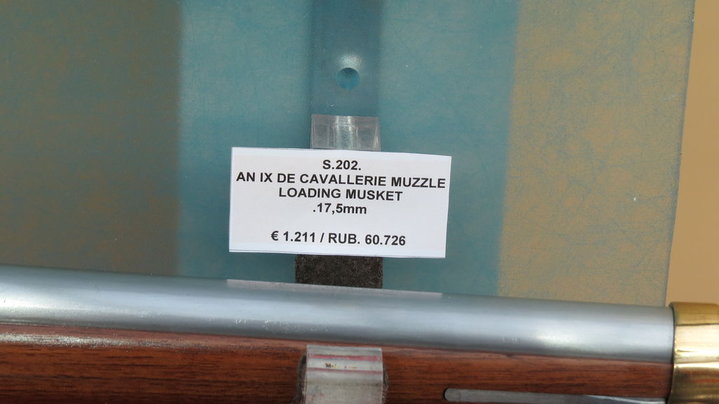 S.202.
AN IX DE CAVALLERIE MUZZLE
LOADING MUSKET
.17,5mm
€ 1.211 / RUB. 60.726